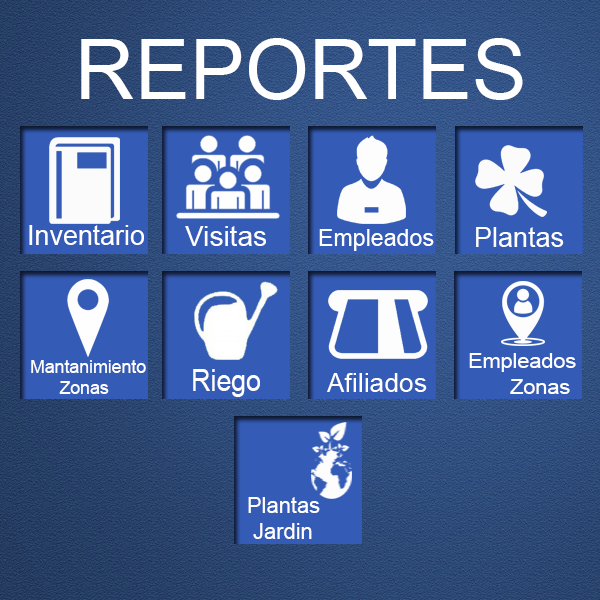 REPORTES
Inventario
Visitas
Empleados
Plantas
Mantanimiento
Zonas
Riego
Afiliados
Empleados
Zonas
Plantas
Jardin